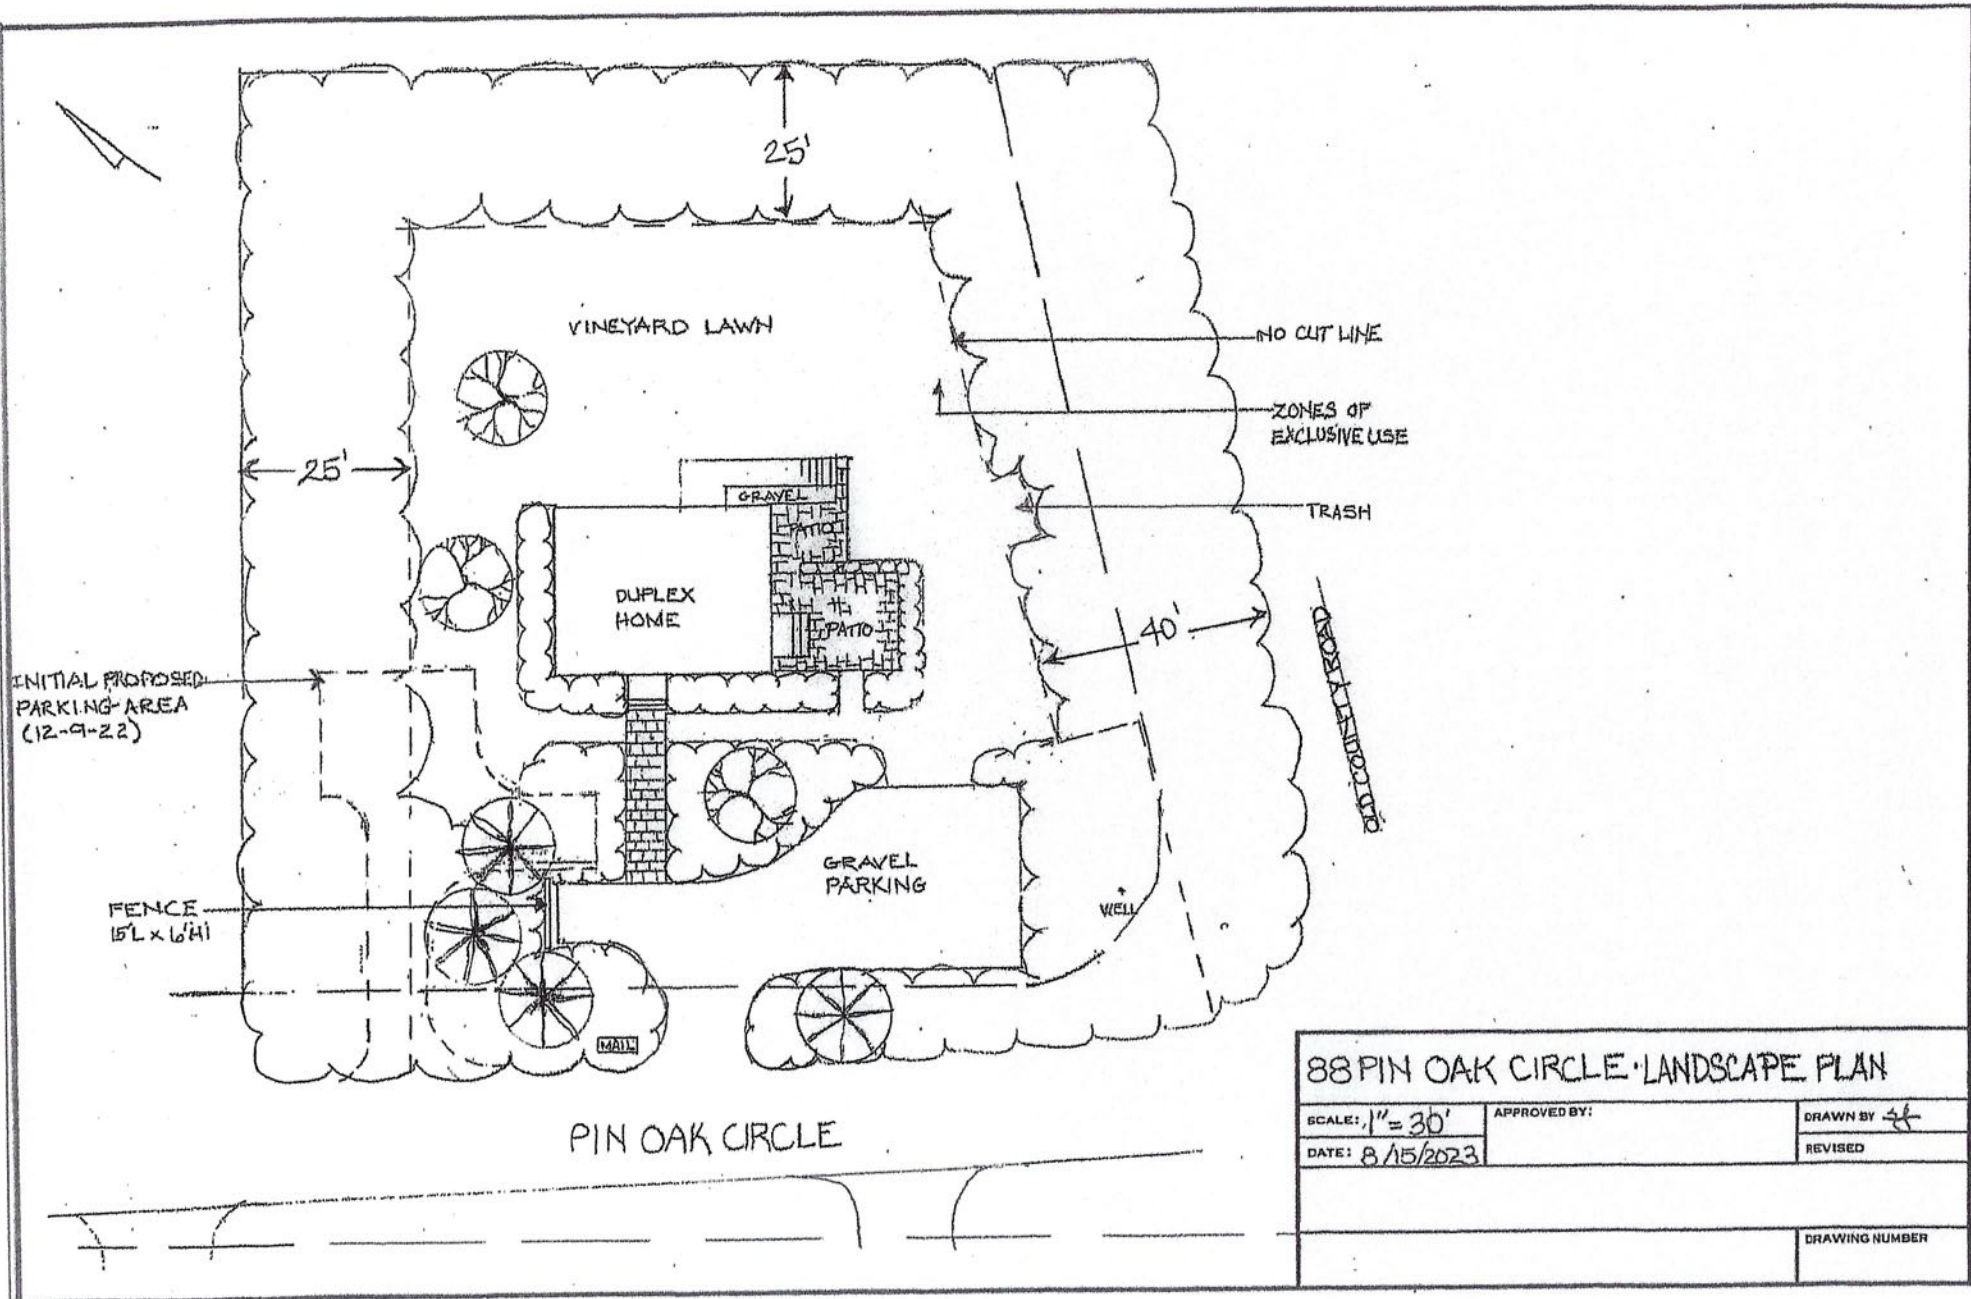 25'
VINEYARD LAWN
NO CUT LINE
ZONES OF
EXCLUSIVE USE
25'
GRAVEL
PATIO
TRASH
DUPLEX
HOME
PATIO
40'
OLD COUNTY ROAD
INITIAL PROPOSED
PARKING AREA
(12-9-22)
GRAVEL
PARKING
FENCE
15'L x 6'HI
WELL
MAIL
PIN OAK CIRCLE
88 PIN OAK CIRCLE · LANDSCAPE PLAN
SCALE: 1" = 30'
APPROVED BY:
DRAWN BY
DATE: 8/15/2023
REVISED
DRAWING NUMBER